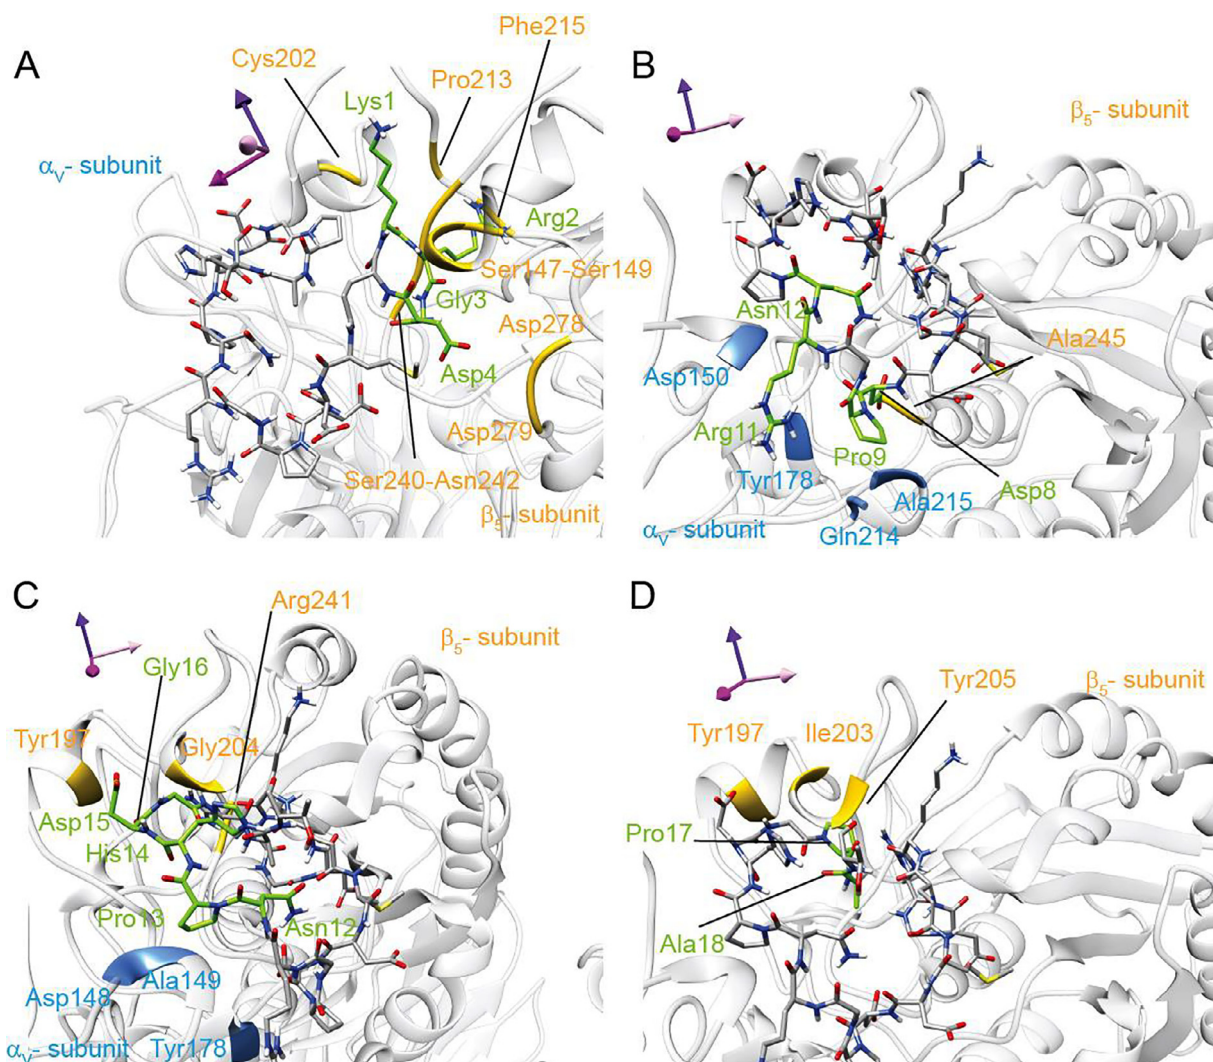 A
Phe215
Cys202
Pro213
Lys1
αV- subunit
Arg2
Ser147-Ser149
Gly3
Asp278
Asp4
Asp279
Ser240-Asn242
β5- subunit
B
β5- subunit
Asn12
Ala245
Asp150
Arg11
Pro9
Tyr178
Asp8
Ala215
αV- subunit
Gln214
C
Arg241
β5- subunit
Gly16
Tyr197
Gly204
Asp15
His14
Pro13
Asn12
Ala149
Asp148
αV- subunit
Tyr178
D
Tyr205
β5- subunit
Tyr197
Ile203
Pro17
Ala18